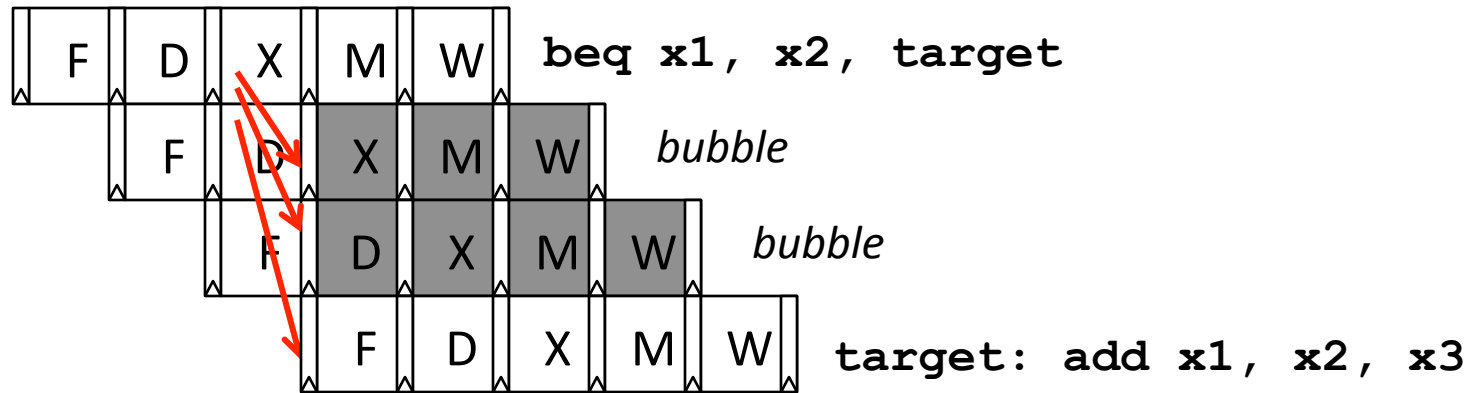 F D X M W beq x1, x2, target
F D X M W bubble
F D X M W bubble
F D X M W target: add x1, x2, x3